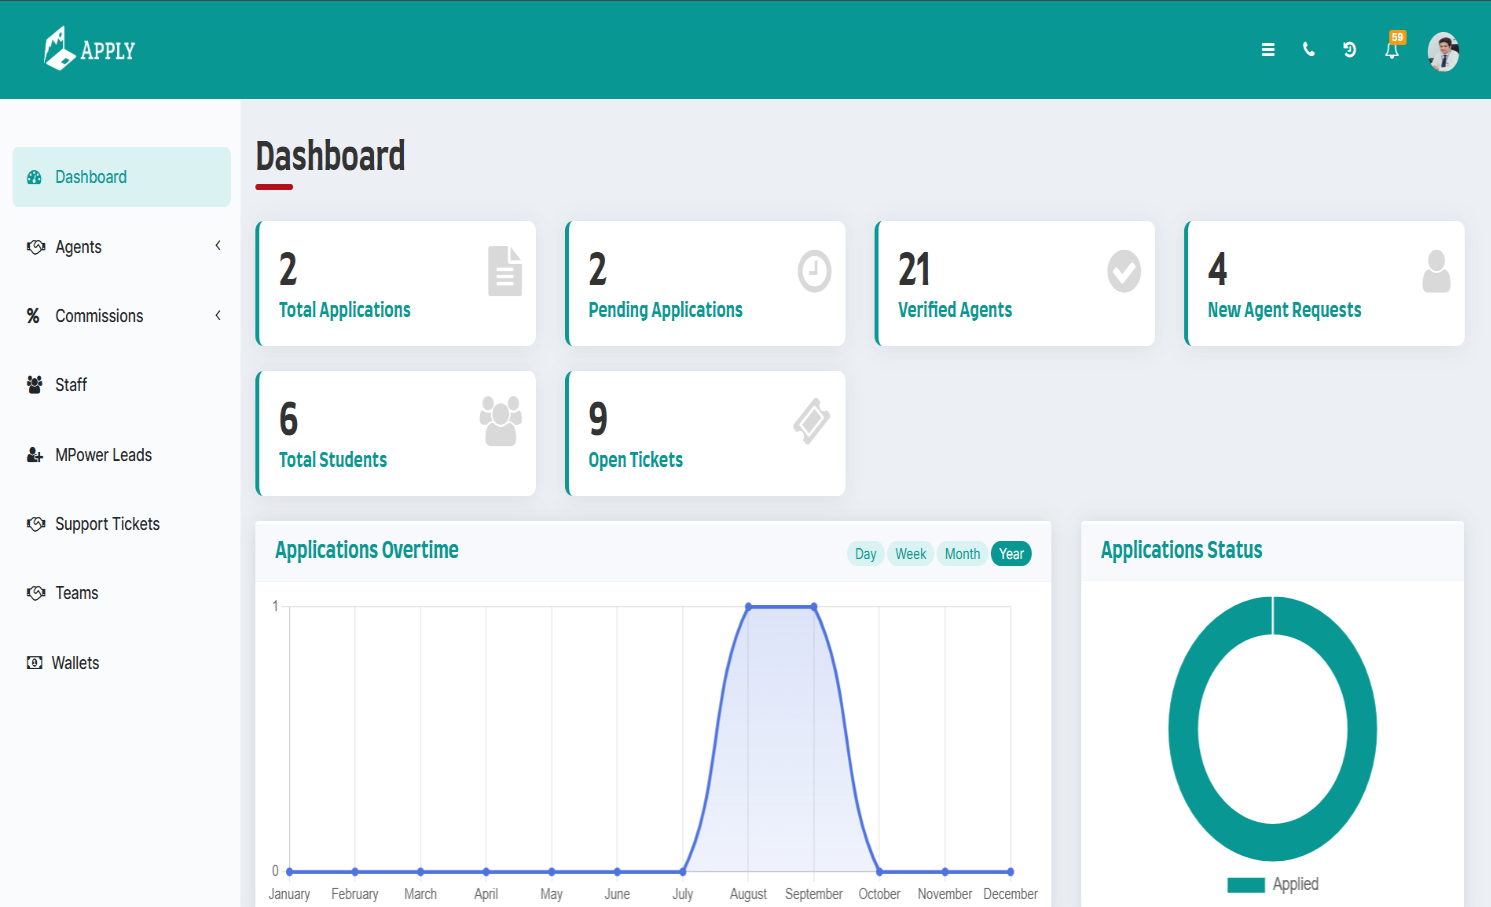 APPLY
59
Dashboard
Agents
Commissions
Staff
MPower Leads
Support Tickets
Teams
Wallets
Dashboard
2
Total Applications
2
Pending Applications
21
Verified Agents
4
New Agent Requests
6
Total Students
9
Open Tickets
Applications Overtime
Day Week Month Year
1
0
January February March April May June July August September October November December
Applications Status
Applied